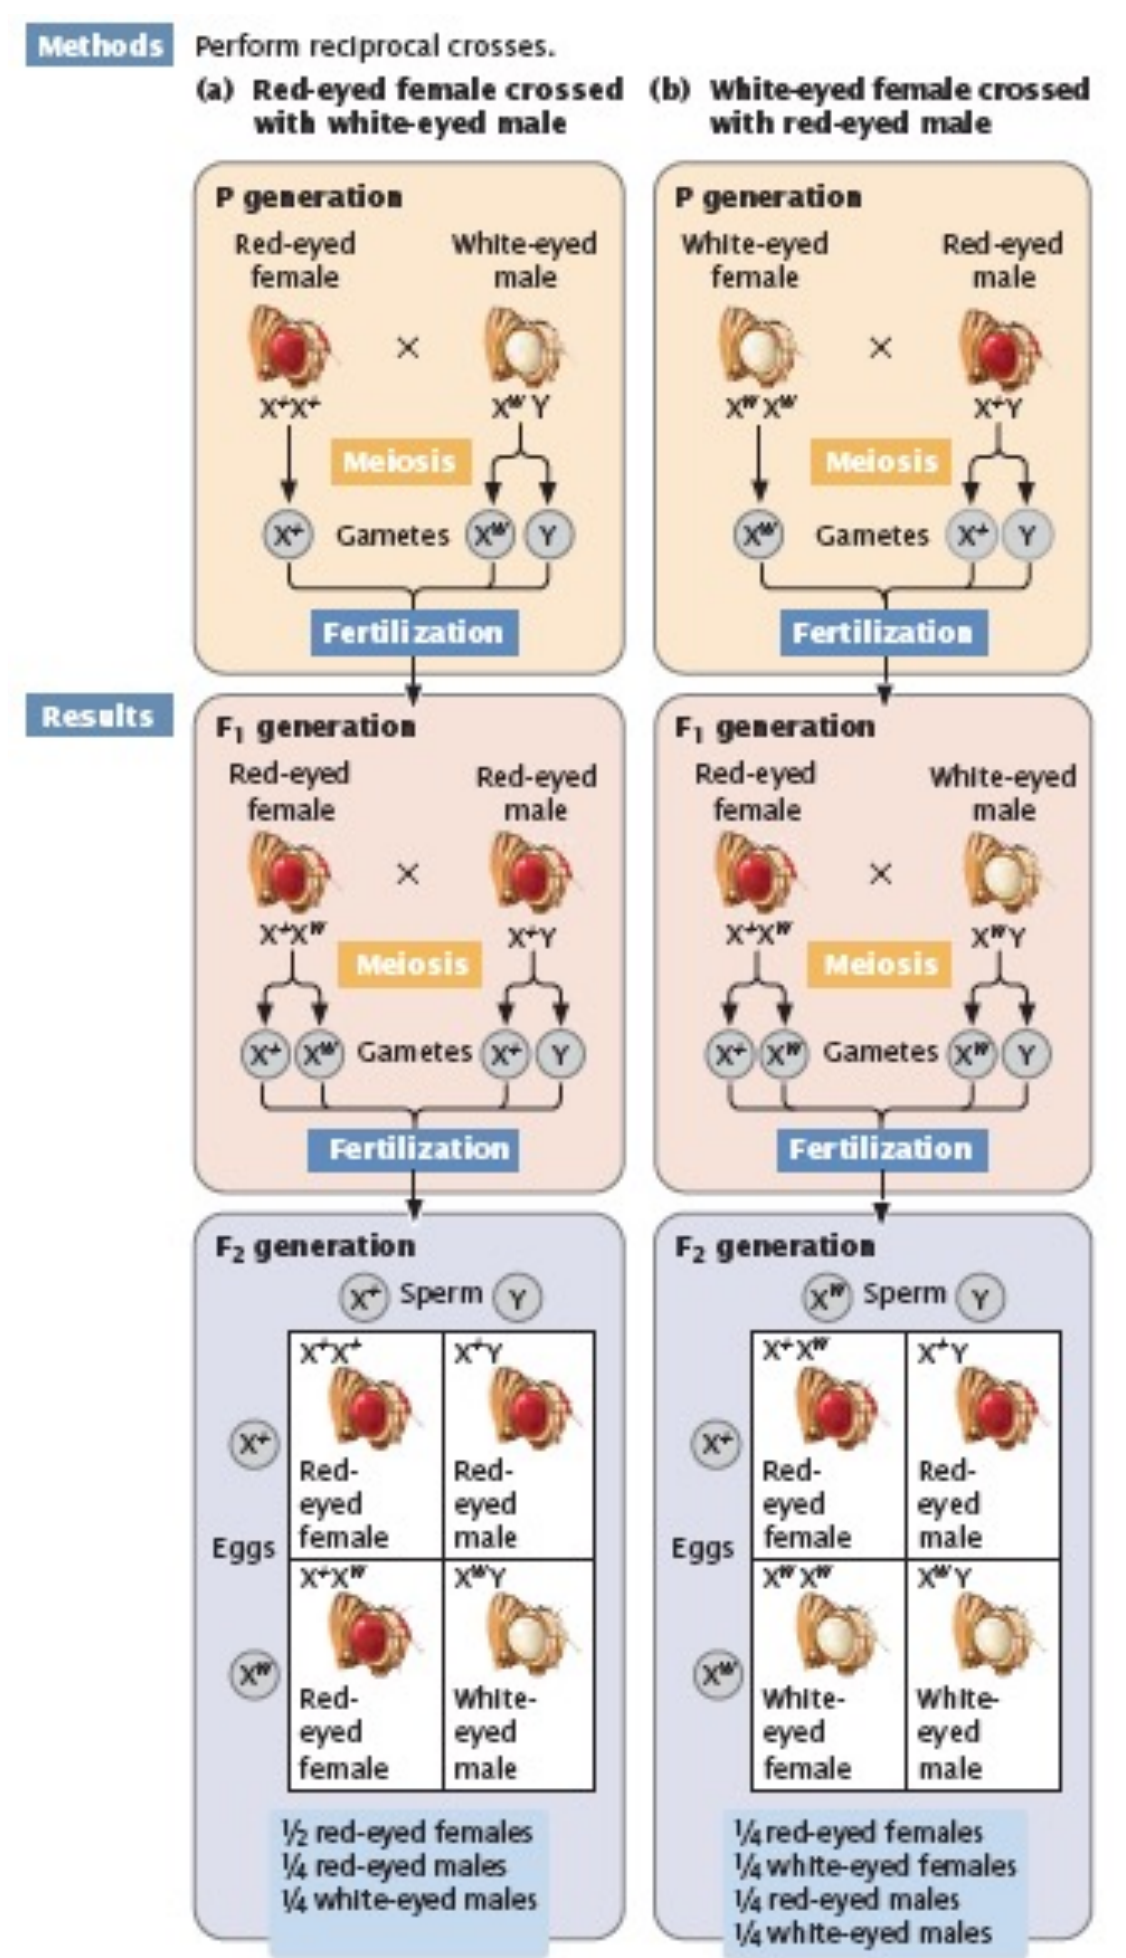 Methods
Perform reciprocal crosses.
(a) Red-eyed female crossed
with white-eyed male
(b) White-eyed female crossed
with red-eyed male
P generation
Red-eyed
female
White-eyed
male
×
X⁺X⁺
XʷY
Meiosis
X⁺
Gametes
Xʷ
Y
Fertilization
P generation
White-eyed
female
Red-eyed
male
×
XʷXʷ
X⁺Y
Meiosis
Xʷ
Gametes
X⁺
Y
Fertilization
Results
F₁ generation
Red-eyed
female
Red-eyed
male
×
X⁺Xʷ
X⁺Y
Meiosis
X⁺
Xʷ
Gametes
X⁺
Y
Fertilization
F₁ generation
Red-eyed
female
White-eyed
male
×
X⁺Xʷ
XʷY
Meiosis
X⁺
Xʷ
Gametes
Xʷ
Y
Fertilization
F₂ generation
X⁺ Sperm Y
X⁺X⁺
X⁺Y
X⁺
Red-
eyed
female
Red-
eyed
male
Eggs
X⁺Xʷ
XʷY
Xʷ
Red-
eyed
female
White-
eyed
male
½ red-eyed females
¼ red-eyed males
¼ white-eyed males
F₂ generation
Xʷ Sperm Y
X⁺Xʷ
X⁺Y
X⁺
Red-
eyed
female
Red-
eyed
male
Eggs
XʷXʷ
XʷY
Xʷ
White-
eyed
female
White-
eyed
male
¼ red-eyed females
¼ white-eyed females
¼ red-eyed males
¼ white-eyed males